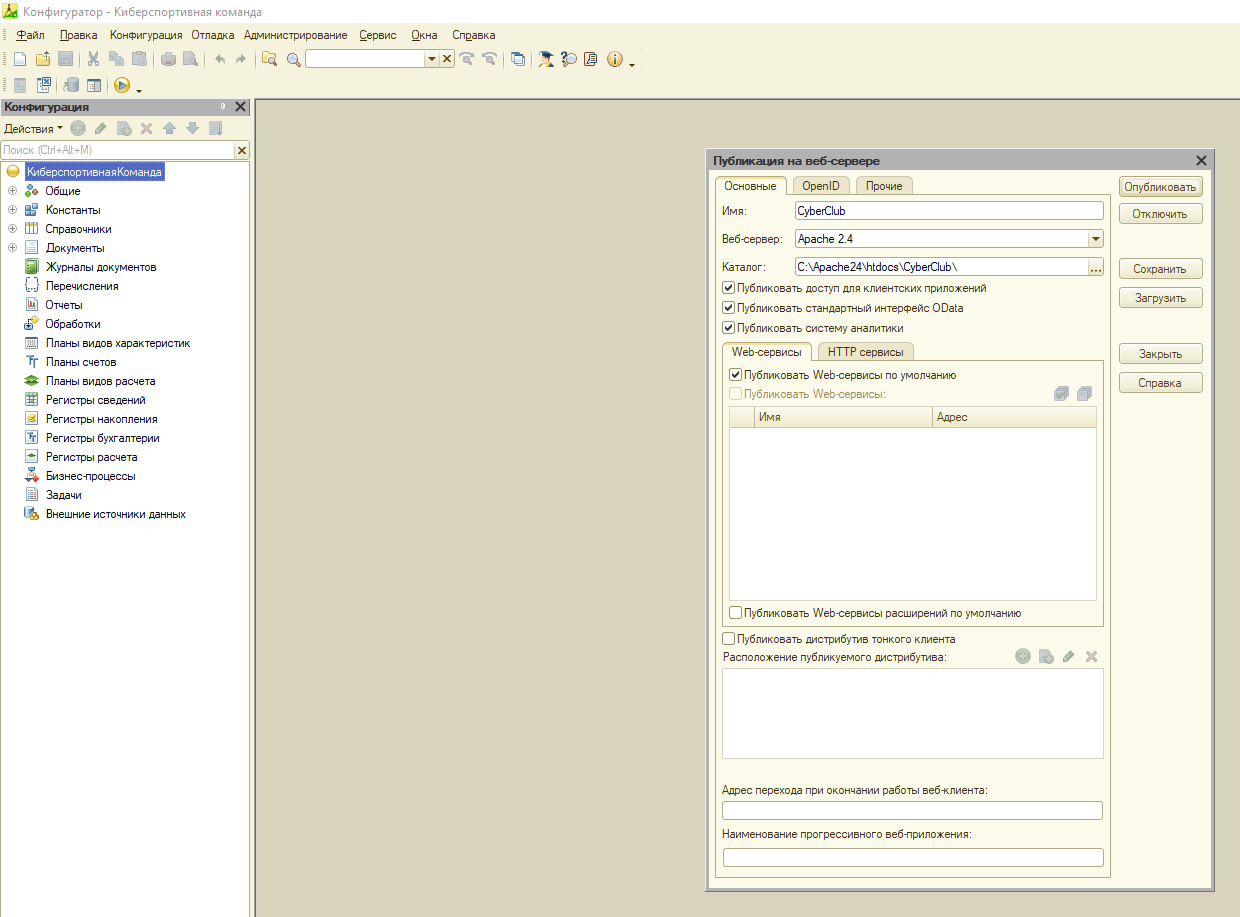 Конфигуратор - Киберспортивная команда
Файл Правка Конфигурация Отладка Администрирование Сервис Окна Справка
Конфигурация
Действия
Поиск (Ctrl+Alt+M)
КиберспортивнаяКоманда
Общие
Константы
Справочники
Документы
Журналы документов
Перечисления
Отчеты
Обработки
Планы видов характеристик
Планы счетов
Планы видов расчета
Регистры сведений
Регистры накопления
Регистры бухгалтерии
Регистры расчета
Бизнес-процессы
Задачи
Внешние источники данных
Публикация на веб-сервере
Основные OpenID Прочие
Опубликовать
Отключить
Сохранить
Загрузить
Закрыть
Справка
Имя: CyberClub
Веб-сервер: Apache 2.4
Каталог: C:\Apache24\htdocs\CyberClub\ ...
Публиковать доступ для клиентских приложений
Публиковать стандартный интерфейс OData
Публиковать систему аналитики
Web-сервисы HTTP сервисы
Публиковать Web-сервисы по умолчанию
Публиковать Web-сервисы:
Имя Адрес
Публиковать Web-сервисы расширений по умолчанию
Публиковать дистрибутив тонкого клиента
Расположение публикуемого дистрибутива:
Адрес перехода при окончании работы веб-клиента:
Наименование прогрессивного веб-приложения: